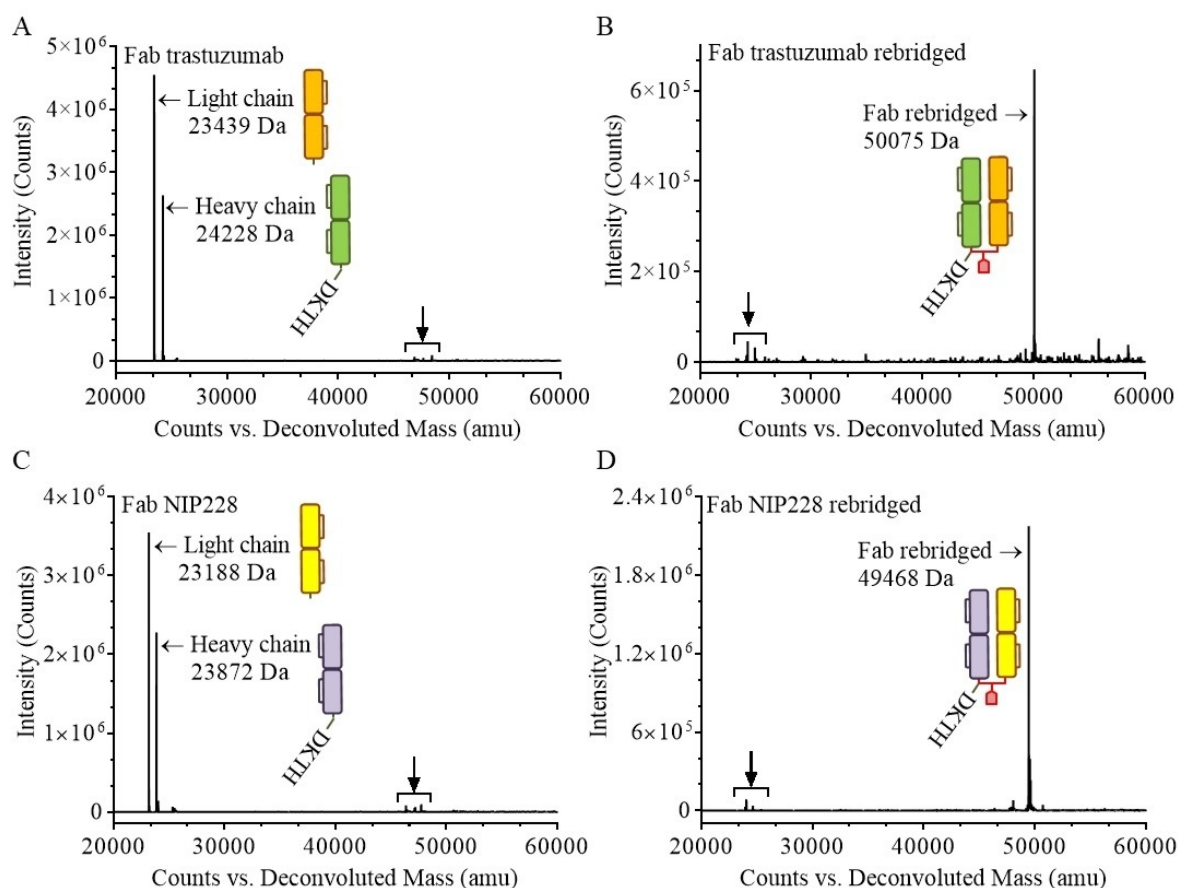 A
Fab trastuzumab
← Light chain
23439 Da
← Heavy chain
24228 Da
DKTH
5×10⁶
4×10⁶
3×10⁶
2×10⁶
1×10⁶
0
Intensity (Counts)
20000 30000 40000 50000 60000
Counts vs. Deconvoluted Mass (amu)
B
Fab trastuzumab rebridged
Fab rebridged →
50075 Da
DKTH
6×10⁵
4×10⁵
2×10⁵
0
Intensity (Counts)
20000 30000 40000 50000 60000
Counts vs. Deconvoluted Mass (amu)
C
Fab NIP228
← Light chain
23188 Da
← Heavy chain
23872 Da
DKTH
4×10⁶
3×10⁶
2×10⁶
1×10⁶
0
Intensity (Counts)
20000 30000 40000 50000 60000
Counts vs. Deconvoluted Mass (amu)
D
Fab NIP228 rebridged
Fab rebridged →
49468 Da
DKTH
2.4×10⁶
1.8×10⁶
1.2×10⁶
6×10⁵
0
Intensity (Counts)
20000 30000 40000 50000 60000
Counts vs. Deconvoluted Mass (amu)